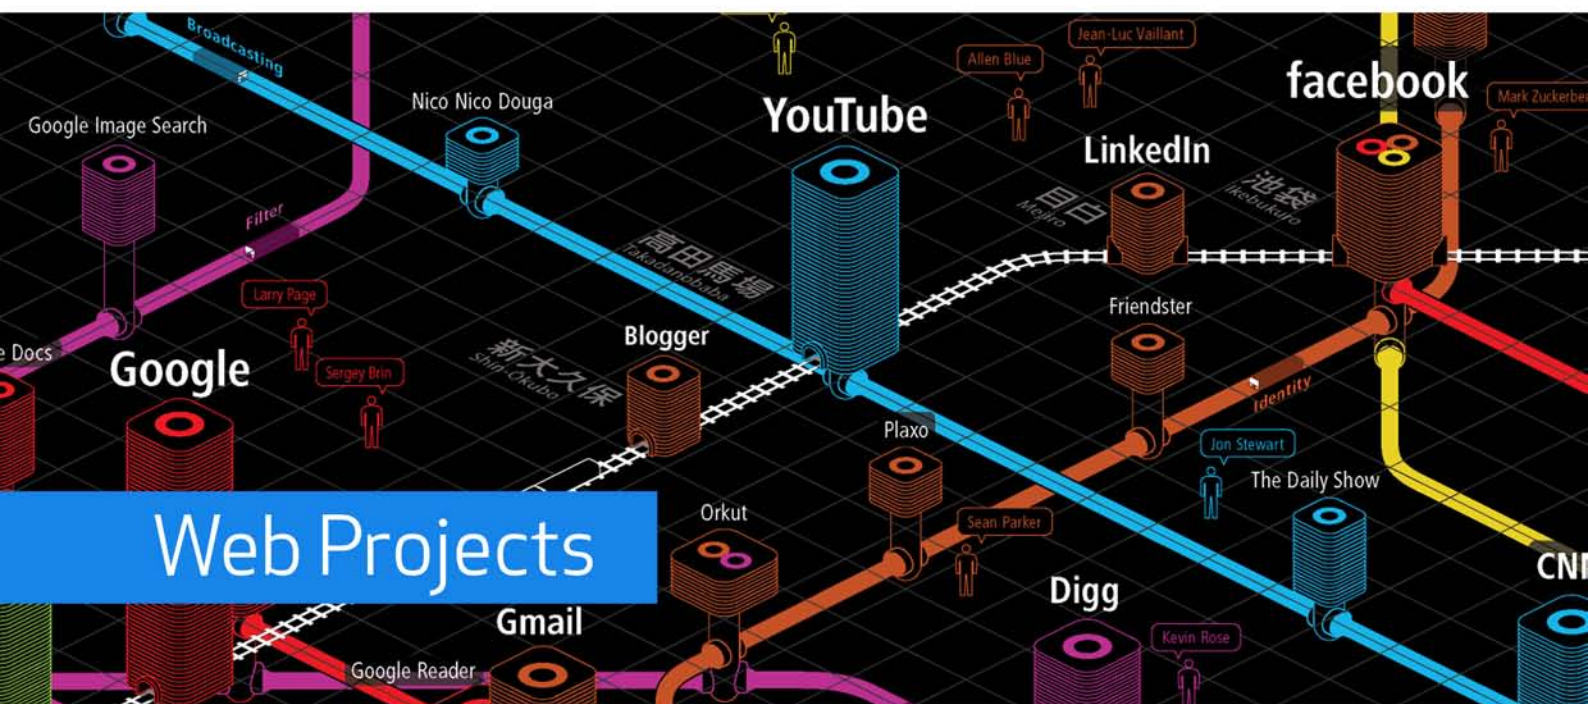 Broadcasting
Jean-Luc Vaillant
Allen Blue
facebook
Nico Nico Douga
Mark Zuckerber
YouTube
Google Image Search
LinkedIn
池袋
Ikebukuro
目白
Mejiro
Filter
高田馬場
Takadanobaba
Larry Page
Friendster
Blogger
新大久保
Shin-Okubo
e Docs
Google
Sergey Brin
Identity
Plaxo
Jon Stewart
The Daily Show
Orkut
Sean Parker
Web Projects
CNN
Digg
Gmail
Kevin Rose
Google Reader